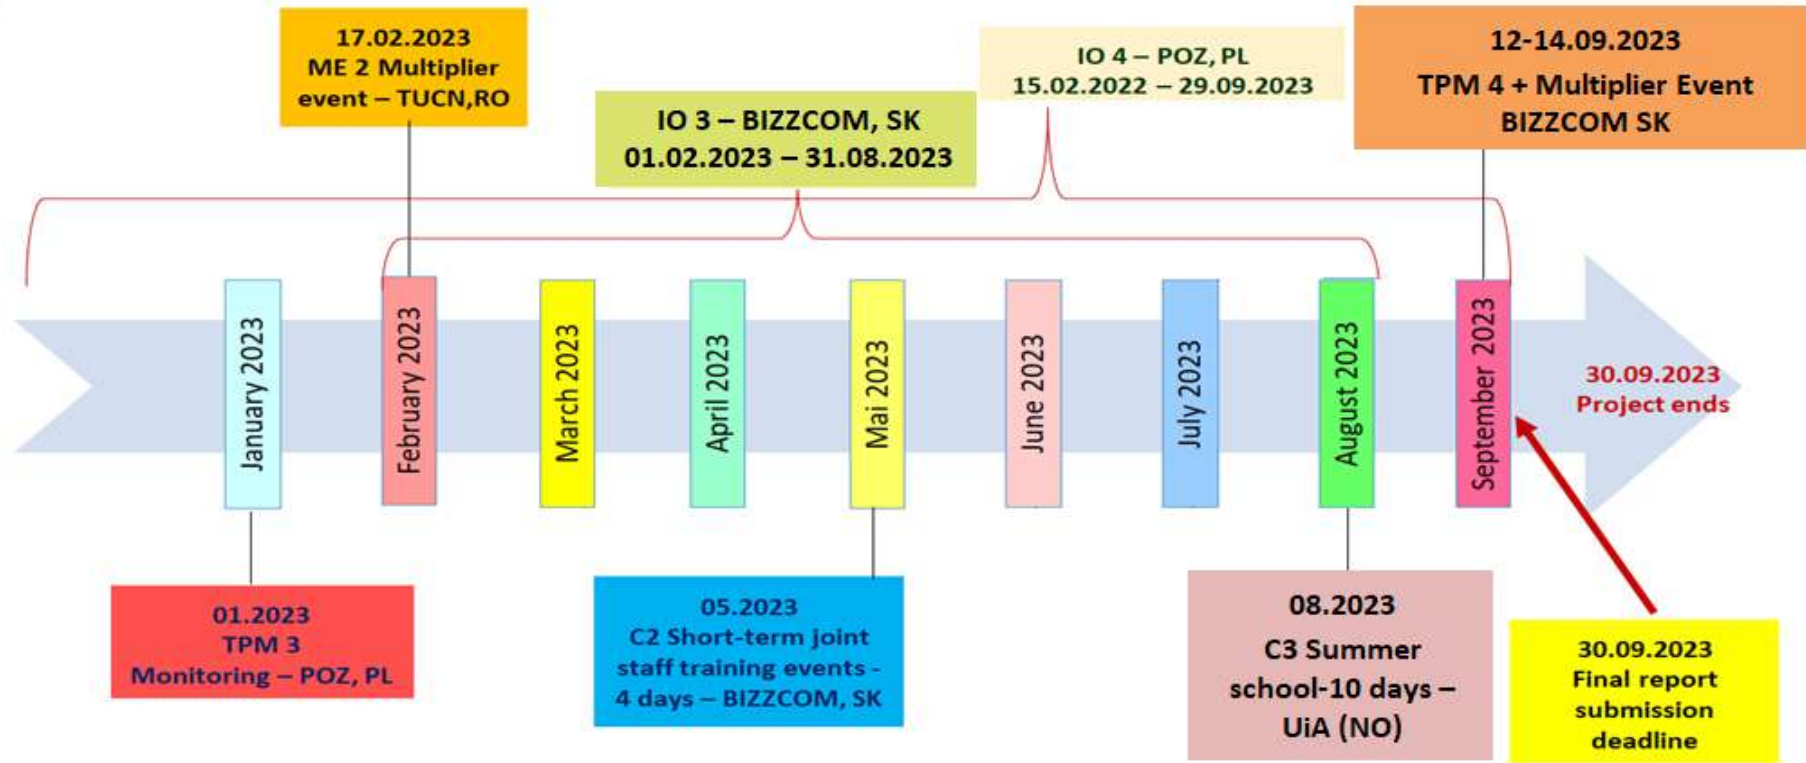 17.02.2023
ME 2 Multiplier
event – TUCN,RO
IO 3 – BIZZCOM, SK
01.02.2023 – 31.08.2023
IO 4 – POZ, PL
15.02.2022 – 29.09.2023
12-14.09.2023
TPM 4 + Multiplier Event
BIZZCOM SK
January 2023
February 2023
March 2023
April 2023
Mai 2023
June 2023
July 2023
August 2023
September 2023
30.09.2023
Project ends
01.2023
TPM 3
Monitoring – POZ, PL
05.2023
C2 Short-term joint
staff training events -
4 days – BIZZCOM, SK
08.2023
C3 Summer
school-10 days –
UiA (NO)
30.09.2023
Final report
submission
deadline